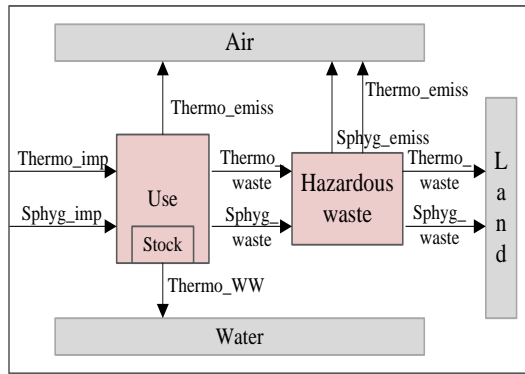 Air
Thermo_emiss
Thermo_emiss
Sphyg_emiss
Thermo_imp
Thermo_
waste
Thermo_
waste
Sphyg_imp
Sphyg_
waste
Sphyg_
waste
Use
Stock
Hazardous
waste
L
a
n
d
Thermo_WW
Water